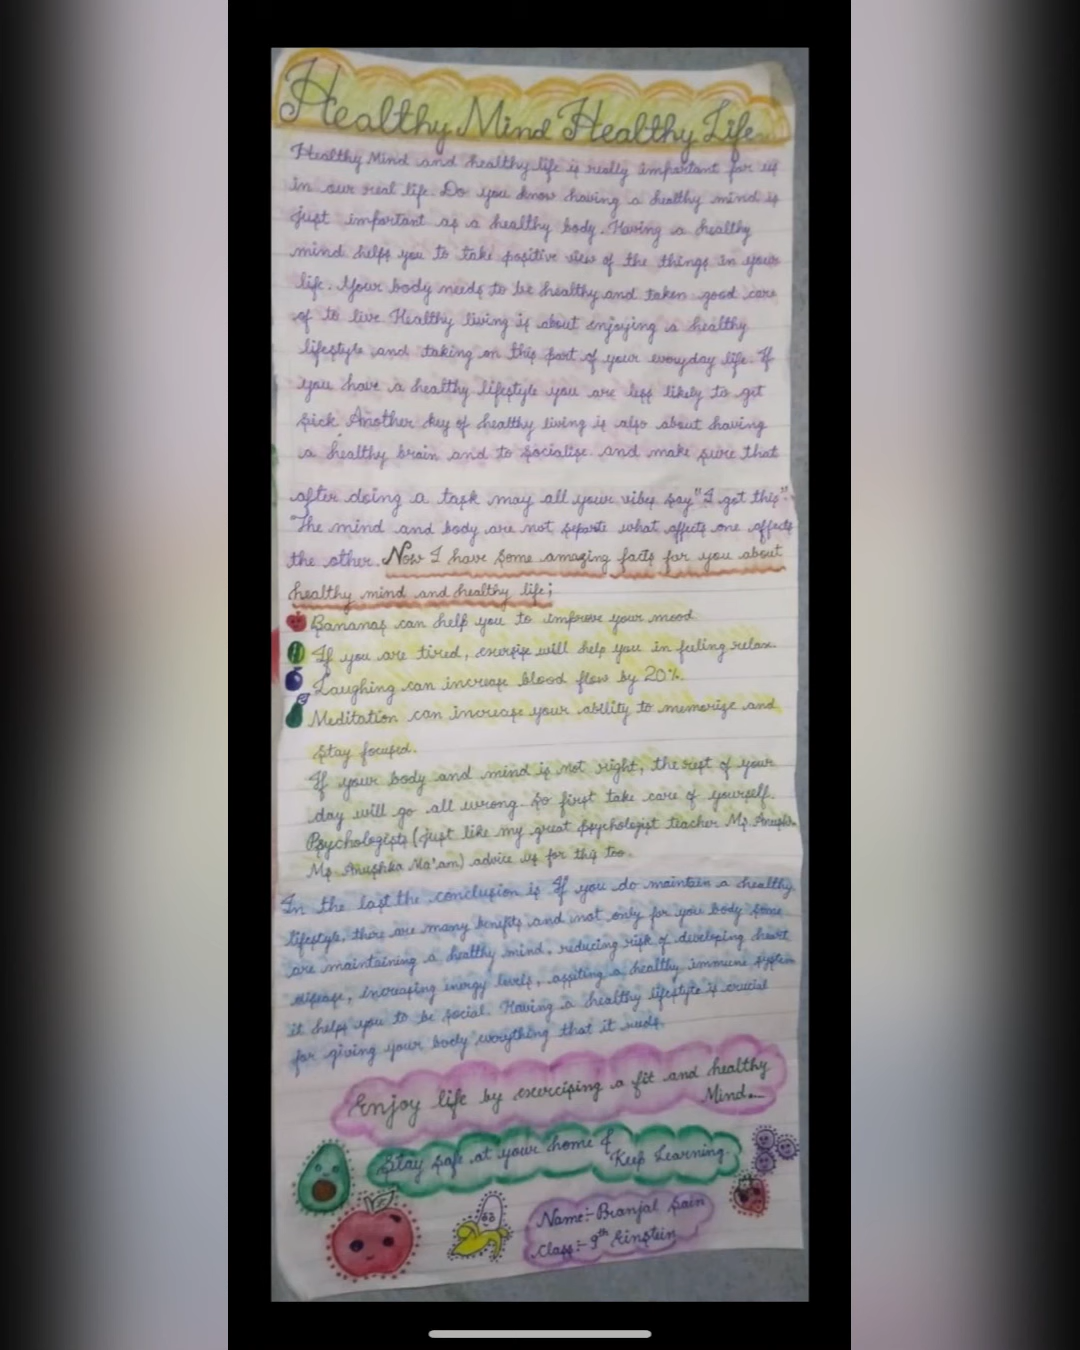 Healthy Mind Healthy Life...
Healthy Mind and healthy life is really important for us
in our real life. Do you know having a healthy mind is
just important as a healthy body. Having a healthy
mind helps you to take positive view of the things in your
life. Your body needs to be healthy and taken good care
of to live. Healthy living is about enjoying a healthy
lifestyle and taking on this part of your everyday life. If
you have a healthy lifestyle you are less likely to get
sick. Another key of healthy living is also about having
a healthy brain and to socialise and make sure that
after doing a task may all your vibes say "I got this".
The mind and body are not separte what affects one affects
the other. Now I have some amazing facts for you about
healthy mind and healthy life;
Bananas can help you to improve your mood
If you are tired, exersise will help you in feeling relax.
Laughing can increase blood flow by 20%.
Meditation can increase your ability to memorize and
stay focused.
If your body and mind is not right, the rest of your
day will go all wrong. So first take care of yourself.
Psychologists (just like my great psychologist teacher Ms.
Ms. Anushka Ma'am) advice us for this too.
In the last the conclusion is If you do maintain a healthy
lifestyle, there are many benefits and not only for you body some
are maintaining a healthy mind, reducing risk of developing heart
disease, increasing energy levels, assiting a healthy immune system
it helps you to be social. Having a healthy lifestyle is crucial
for giving your body everything that it needs.
Enjoy life by exercising a fit and healthy
Mind....
Stay safe at your home &
Keep Learning.
Name:- Pranjal Sain
Class:- 9th Einstein